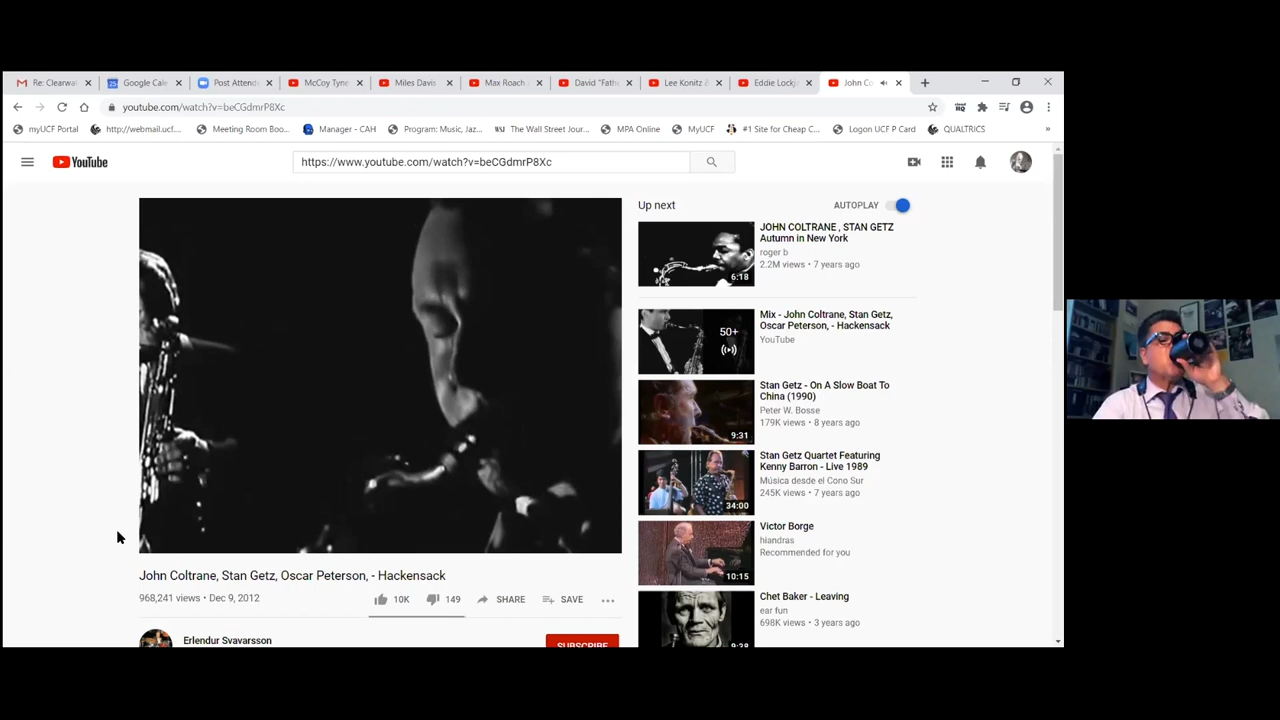 Re: Clearwa
Google Cale
Post Attend
McCoy Tyne
Miles Davis
Max Roach
David "Fath
Lee Konitz &
Eddie Lockj
John Co
youtube.com/watch?v=beCGdmrP8Xc
myUCF Portal
http://webmail.ucf....
Meeting Room Boo...
Manager - CAH
Program: Music, Jaz...
WSJ The Wall Street Jour...
MPA Online
MyUCF
#1 Site for Cheap C...
Logon UCF P Card
QUALTRICS
»
YouTube
https://www.youtube.com/watch?v=beCGdmrP8Xc
Up next
AUTOPLAY
JOHN COLTRANE , STAN GETZ
Autumn in New York
roger b
2.2M views • 7 years ago
6:18
Mix - John Coltrane, Stan Getz,
Oscar Peterson, - Hackensack
YouTube
50+
Stan Getz - On A Slow Boat To
China (1990)
Peter W. Bosse
179K views • 8 years ago
9:31
Stan Getz Quartet Featuring
Kenny Barron - Live 1989
Música desde el Cono Sur
245K views • 7 years ago
34:00
Victor Borge
hiandras
Recommended for you
10:15
Chet Baker - Leaving
ear fun
698K views • 3 years ago
9:38
John Coltrane, Stan Getz, Oscar Peterson, - Hackensack
968,241 views • Dec 9, 2012
10K
149
SHARE
SAVE
Erlendur Svavarsson
SUBSCRIBE